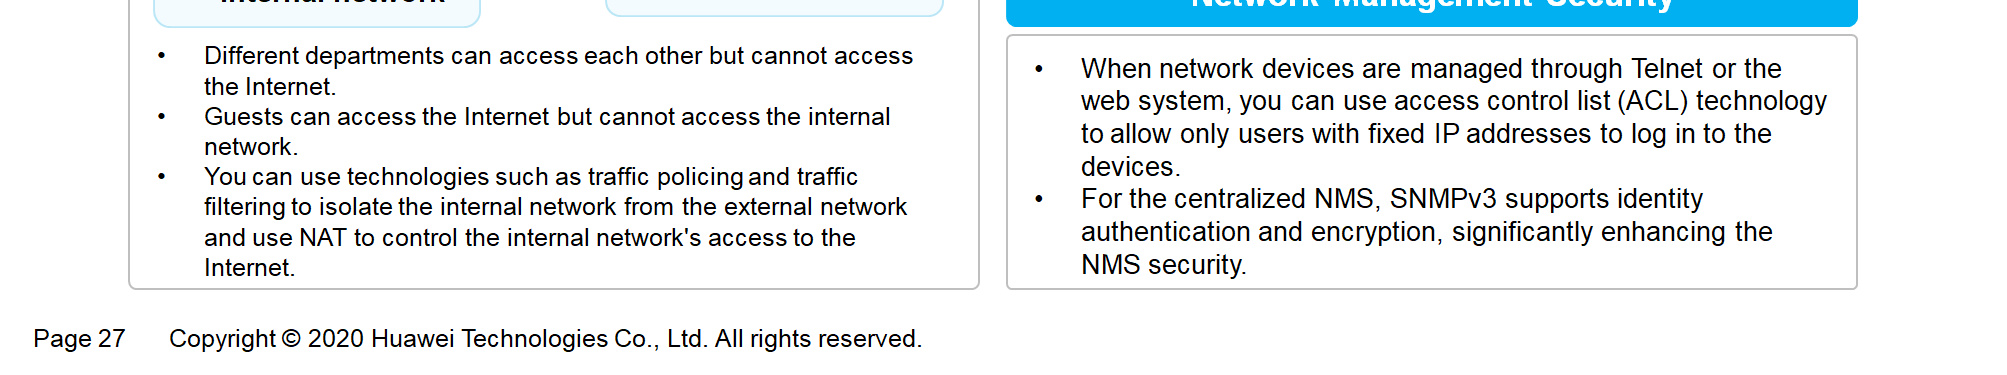 Internal network
• Different departments can access each other but cannot access
the Internet.
• Guests can access the Internet but cannot access the internal
network.
• You can use technologies such as traffic policing and traffic
filtering to isolate the internal network from the external network
and use NAT to control the internal network's access to the
Internet.
Network Management Security
• When network devices are managed through Telnet or the
web system, you can use access control list (ACL) technology
to allow only users with fixed IP addresses to log in to the
devices.
• For the centralized NMS, SNMPv3 supports identity
authentication and encryption, significantly enhancing the
NMS security.
Page 27 Copyright © 2020 Huawei Technologies Co., Ltd. All rights reserved.